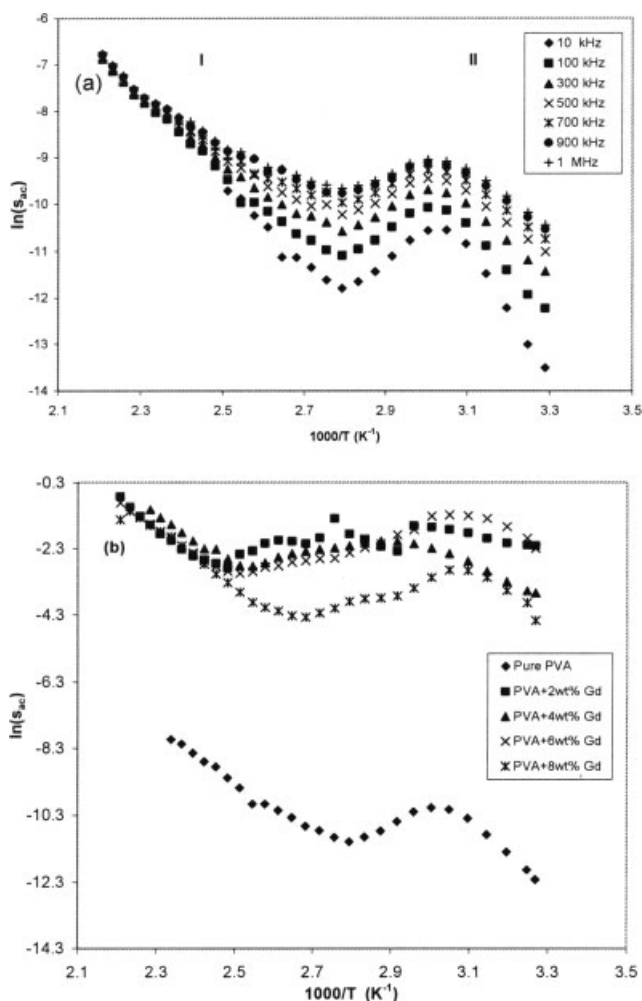 -6
-7
-8
-9
-10
-11
-12
-13
-14
ln(s_ac)
(a)
I
II
10 kHz
100 kHz
300 kHz
500 kHz
700 kHz
900 kHz
1 MHz
2.1 2.3 2.5 2.7 2.9 3.1 3.3 3.5
1000/T (K⁻¹)
-0.3
-2.3
-4.3
-6.3
-8.3
-10.3
-12.3
-14.3
ln(s_ac)
(b)
Pure PVA
PVA+2wt% Gd
PVA+4wt% Gd
PVA+6wt% Gd
PVA+8wt% Gd
2.1 2.3 2.5 2.7 2.9 3.1 3.3 3.5
1000/T (K⁻¹)